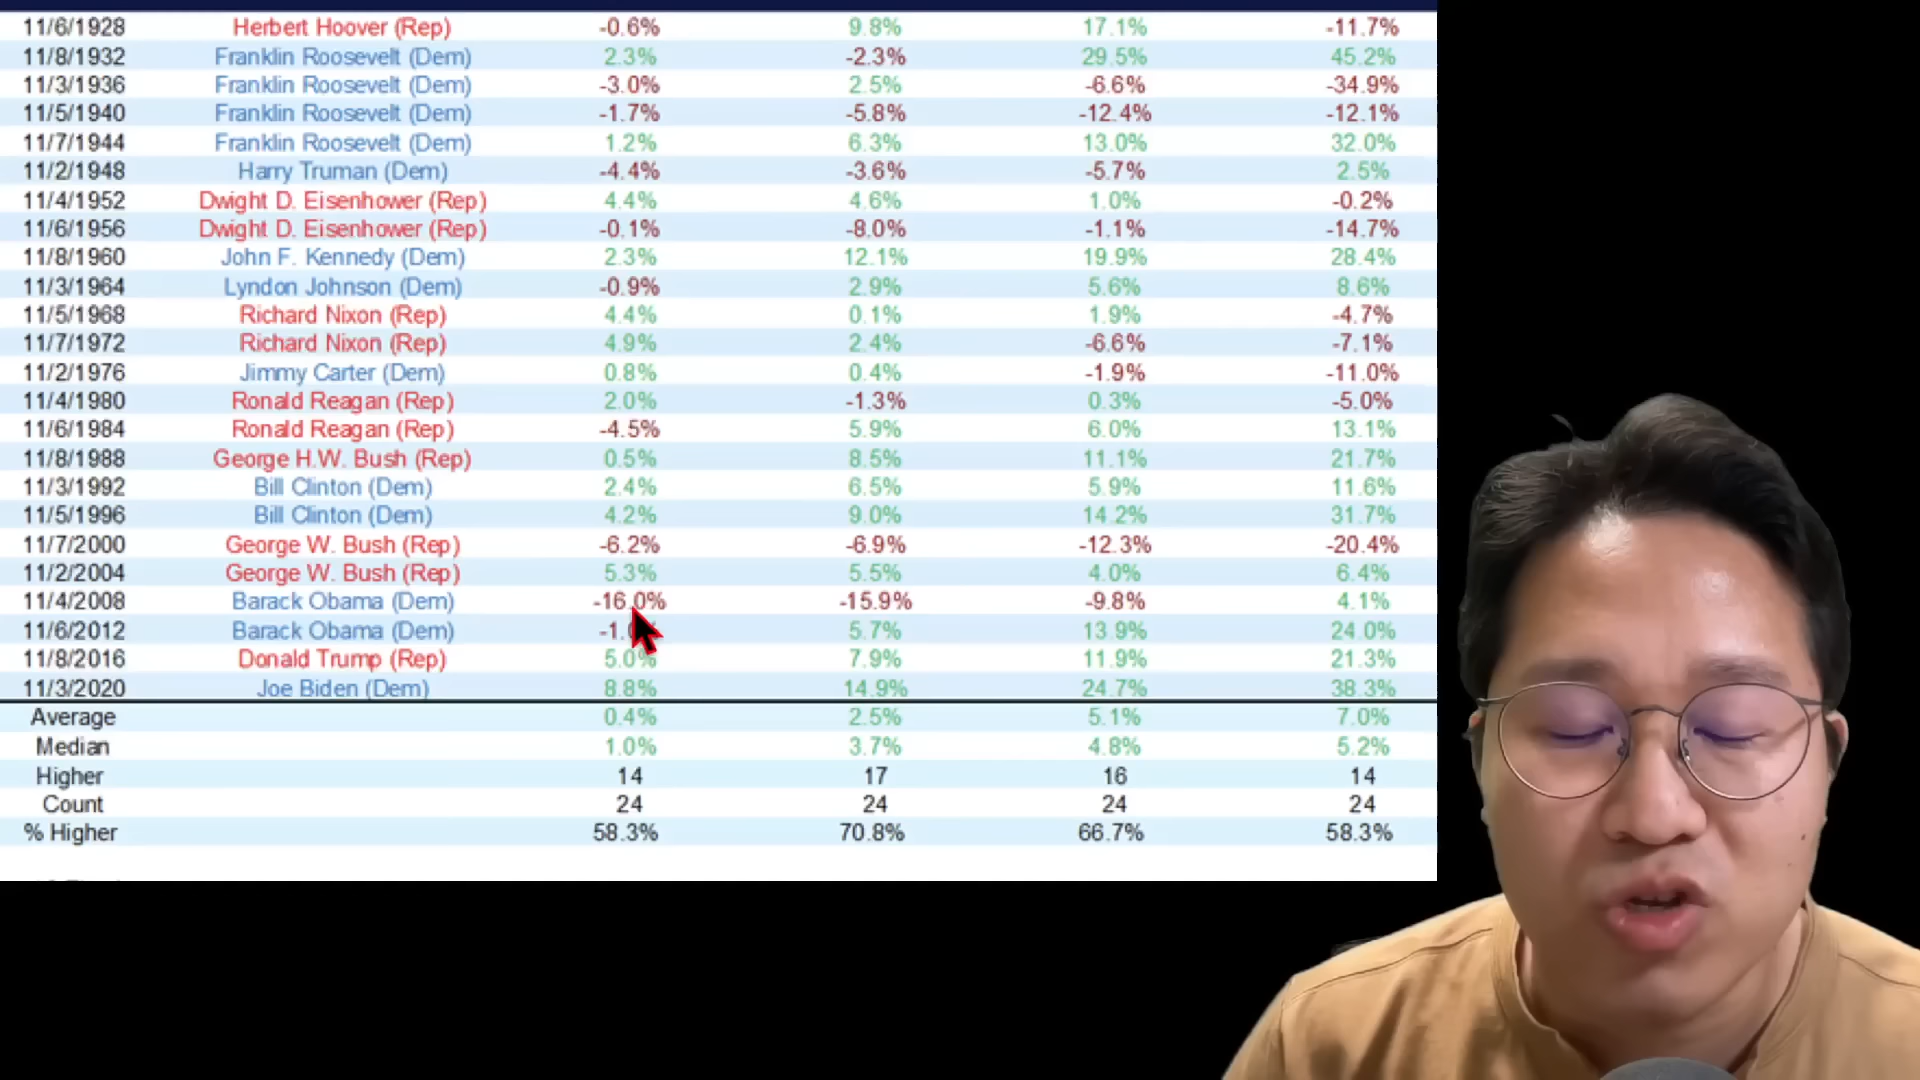 11/6/1928 Herbert Hoover (Rep) -0.6% 9.8% 17.1% -11.7%
11/8/1932 Franklin Roosevelt (Dem) 2.3% -2.3% 29.5% 45.2%
11/3/1936 Franklin Roosevelt (Dem) -3.0% 2.5% -6.6% -34.9%
11/5/1940 Franklin Roosevelt (Dem) -1.7% -5.8% -12.4% -12.1%
11/7/1944 Franklin Roosevelt (Dem) 1.2% 6.3% 13.0% 32.0%
11/2/1948 Harry Truman (Dem) -4.4% -3.6% -5.7% 2.5%
11/4/1952 Dwight D. Eisenhower (Rep) 4.4% 4.6% 1.0% -0.2%
11/6/1956 Dwight D. Eisenhower (Rep) -0.1% -8.0% -1.1% -14.7%
11/8/1960 John F. Kennedy (Dem) 2.3% 12.1% 19.9% 28.4%
11/3/1964 Lyndon Johnson (Dem) -0.9% 2.9% 5.6% 8.6%
11/5/1968 Richard Nixon (Rep) 4.4% 0.1% 1.9% -4.7%
11/7/1972 Richard Nixon (Rep) 4.9% 2.4% -6.6% -7.1%
11/2/1976 Jimmy Carter (Dem) 0.8% 0.4% -1.9% -11.0%
11/4/1980 Ronald Reagan (Rep) 2.0% -1.3% 0.3% -5.0%
11/6/1984 Ronald Reagan (Rep) -4.5% 5.9% 6.0% 13.1%
11/8/1988 George H.W. Bush (Rep) 0.5% 8.5% 11.1% 21.7%
11/3/1992 Bill Clinton (Dem) 2.4% 6.5% 5.9% 11.6%
11/5/1996 Bill Clinton (Dem) 4.2% 9.0% 14.2% 31.7%
11/7/2000 George W. Bush (Rep) -6.2% -6.9% -12.3% -20.4%
11/2/2004 George W. Bush (Rep) 5.3% 5.5% 4.0% 6.4%
11/4/2008 Barack Obama (Dem) -16.0% -15.9% -9.8% 4.1%
11/6/2012 Barack Obama (Dem) 5.7% 13.9% 24.0%
11/8/2016 Donald Trump (Rep) 5.0% 7.9% 11.9% 21.3%
11/3/2020 Joe Biden (Dem) 8.8% 14.9% 24.7% 38.3%
Average 0.4% 2.5% 5.1% 7.0%
Median 1.0% 3.7% 4.8% 5.2%
Higher 14 17 16 14
Count 24 24 24 24
% Higher 58.3% 70.8% 66.7% 58.3%